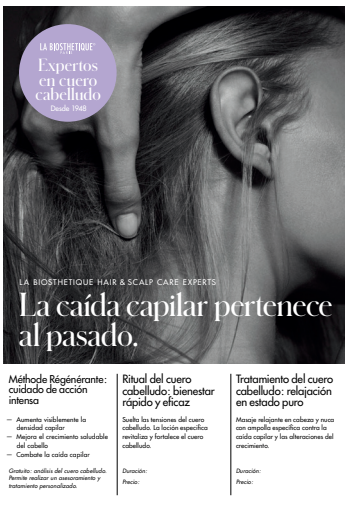 LA BIOSTHETIQUE®
PARIS
Expertos
en cuero
cabelludo
Desde 1948
LA BIOSTHETIQUE HAIR & SCALP CARE EXPERTS
La caída capilar pertenece
al pasado.
Méthode Régénérante:
cuidado de acción
intensa
— Aumenta visiblemente la
densidad capilar
— Mejora el crecimiento saludable
del cabello
— Combate la caída capilar
Gratuito: análisis del cuero cabelludo.
Permite realizar un asesoramiento y
tratamiento personalizado.
Ritual del cuero
cabelludo: bienestar
rápido y eficaz
Suelta las tensiones del cuero
cabelludo. La loción específica
revitaliza y fortalece el cuero
cabelludo.
Duración:
Precio:
Tratamiento del cuero
cabelludo: relajación
en estado puro
Masaje relajante en cabeza y nuca
con ampolla específica contra la
caída capilar y las alteraciones del
crecimiento.
Duración:
Precio: